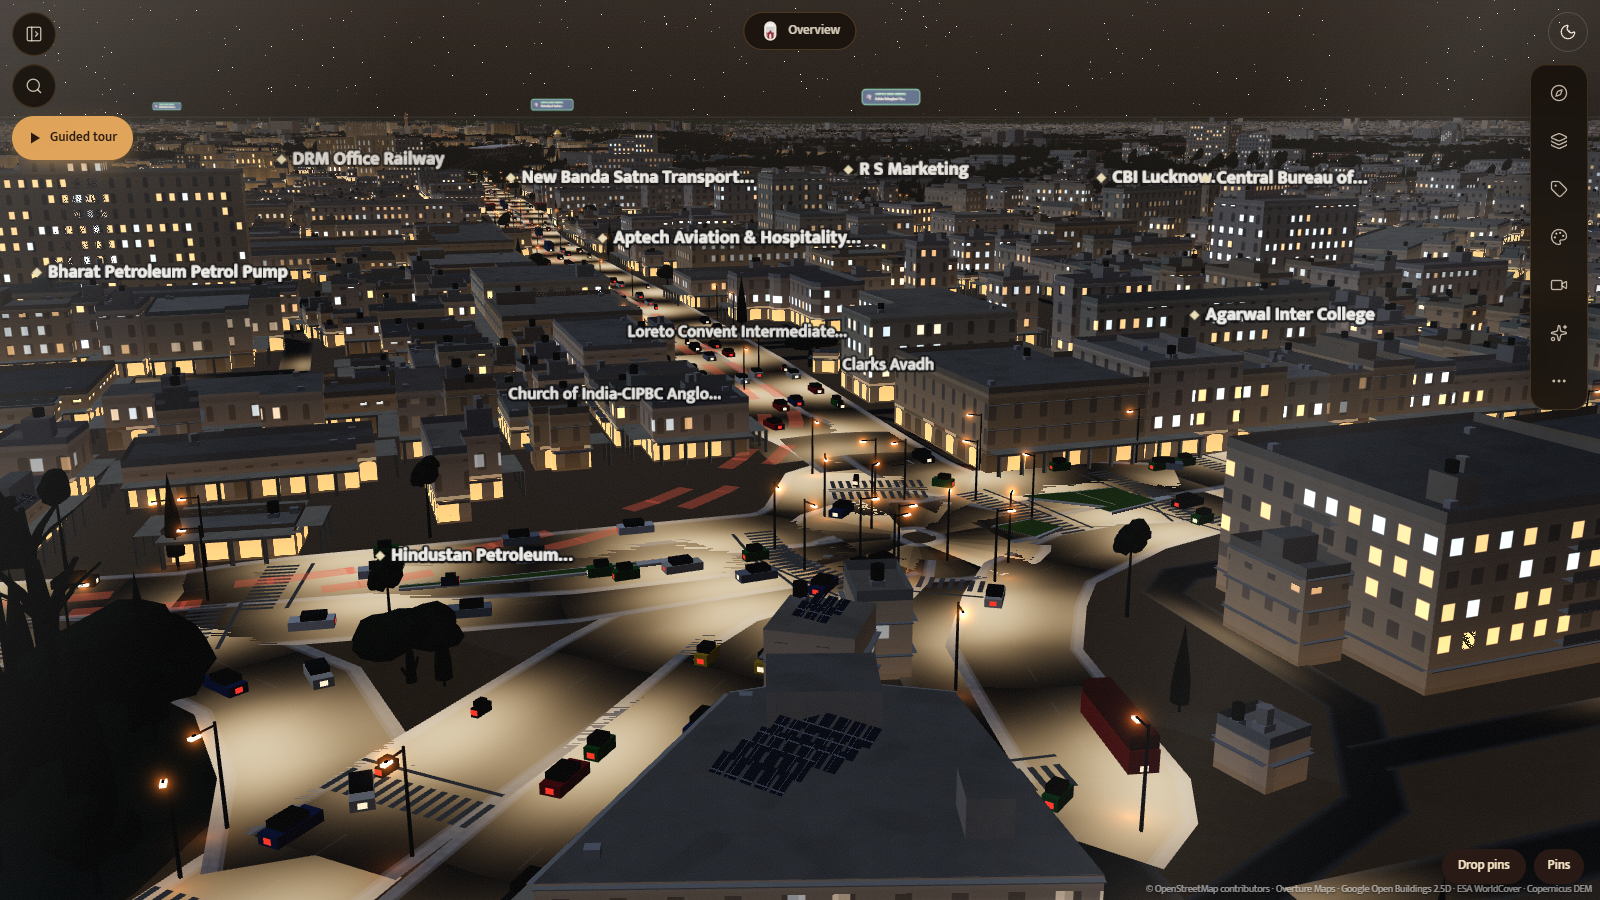 Overview
Guided tour
DRM Office Railway
New Banda Satna Transport...
R S Marketing
CBI Lucknow.Central Bureau of...
Aptech Aviation & Hospitality...
Bharat Petroleum Petrol Pump
Agarwal Inter College
Loreto Convent Intermediate...
Clarks Avadh
Church of India-CIPBC Anglo...
Hindustan Petroleum...
Drop pins
Pins
© OpenStreetMap contributors · Overture Maps · Google Open Buildings 2.5D · ESA WorldCover · Copernicus DEM